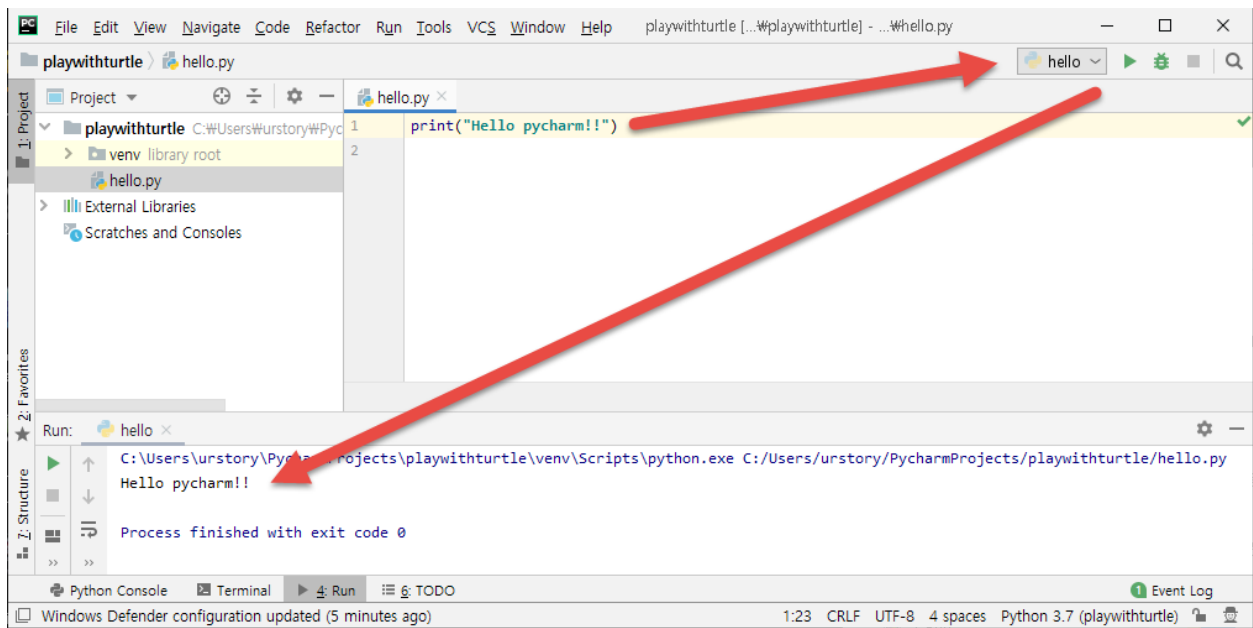 PC File Edit View Navigate Code Refactor Run Tools VCS Window Help playwithturtle [...₩playwithturtle] - ...₩hello.py
playwithturtle hello.py hello
1: Project
Project hello.py
playwithturtle C:₩Users₩urstory₩Pyc
venv library root
hello.py
External Libraries
Scratches and Consoles
1 print("Hello pycharm!!")
2
2: Favorites
Z: Structure
Run: hello
C:\Users\urstory\PycharmProjects\playwithturtle\venv\Scripts\python.exe C:/Users/urstory/PycharmProjects/playwithturtle/hello.py
Hello pycharm!!
Process finished with exit code 0
Python Console Terminal 4: Run 6: TODO 1 Event Log
Windows Defender configuration updated (5 minutes ago) 1:23 CRLF UTF-8 4 spaces Python 3.7 (playwithturtle)